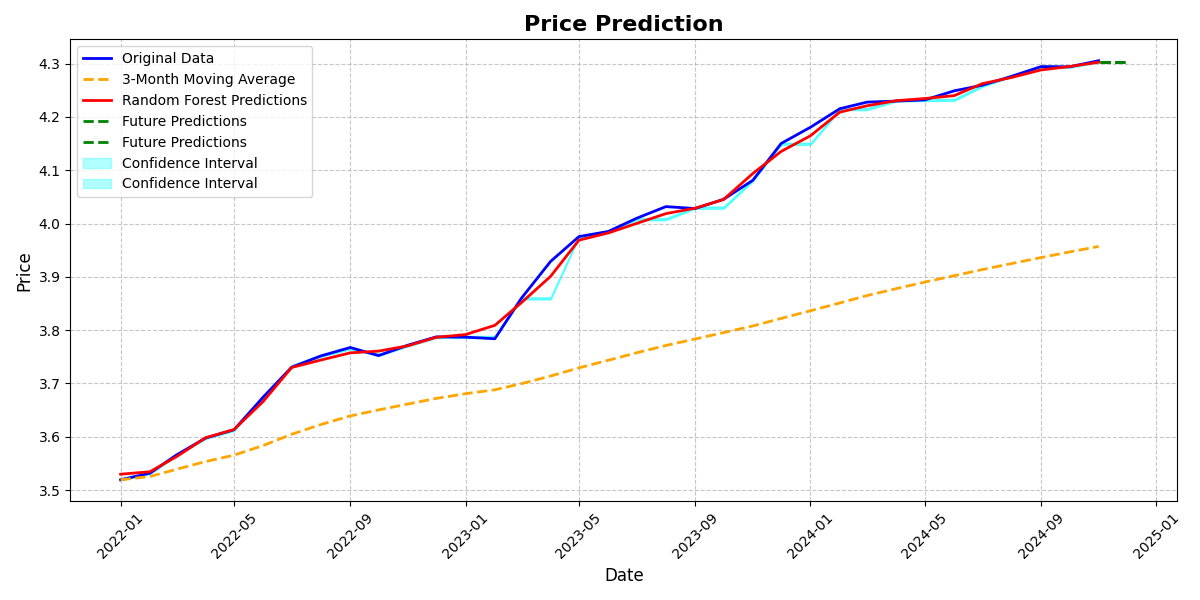 Price Prediction
Original Data
3-Month Moving Average
Random Forest Predictions
Future Predictions
Future Predictions
Confidence Interval
Confidence Interval
4.3
4.2
4.1
4.0
3.9
3.8
3.7
3.6
3.5
Price
2022-01
2022-05
2022-09
2023-01
2023-05
2023-09
2024-01
2024-05
2024-09
2025-01
Date